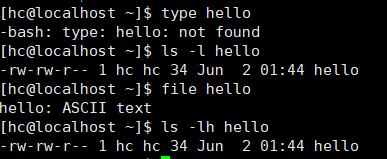 [hc@localhost ~]$ type hello
-bash: type: hello: not found
[hc@localhost ~]$ ls -l hello
-rw-rw-r-- 1 hc hc 34 Jun  2 01:44 hello
[hc@localhost ~]$ file hello
hello: ASCII text
[hc@localhost ~]$ ls -lh hello
-rw-rw-r-- 1 hc hc 34 Jun  2 01:44 hello